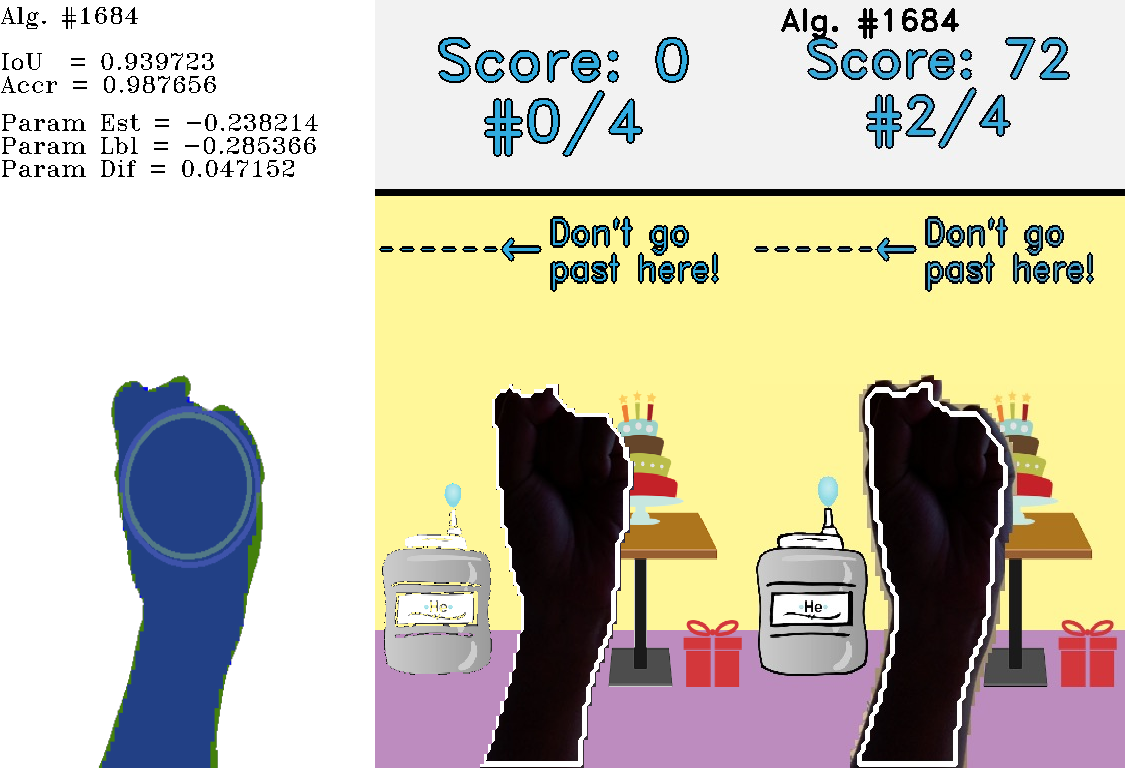 Alg. #1684
IoU = 0.939723
Accr = 0.987656
Param Est = −0.238214
Param Lbl = −0.285366
Param Dif = 0.047152
Score: 0
#0/4
Don't go
past here!
He
Alg. #1684
Score: 72
#2/4
Don't go
past here!
He